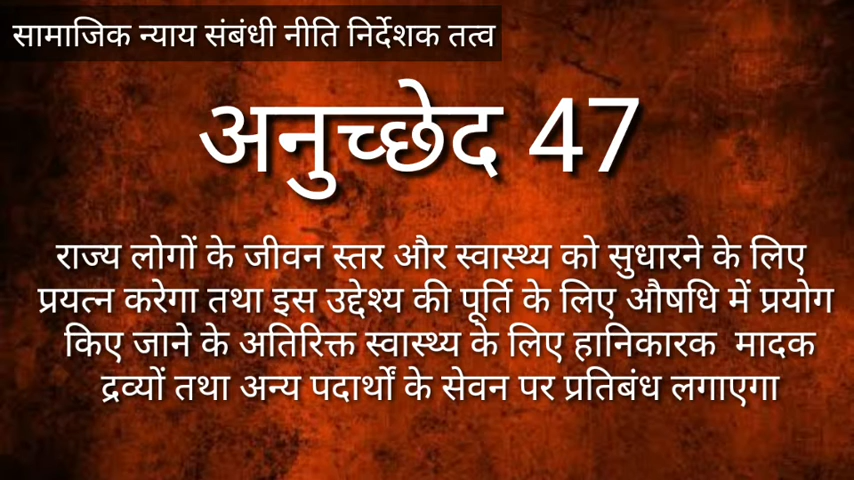 सामाजिक न्याय संबंधी नीति निर्देशक तत्व
अनुच्छेद 47
राज्य लोगों के जीवन स्तर और स्वास्थ्य को सुधारने के लिए
प्रयत्न करेगा तथा इस उद्देश्य की पूर्ति के लिए औषधि में प्रयोग
किए जाने के अतिरिक्त स्वास्थ्य के लिए हानिकारक मादक
द्रव्यों तथा अन्य पदार्थों के सेवन पर प्रतिबंध लगाएगा